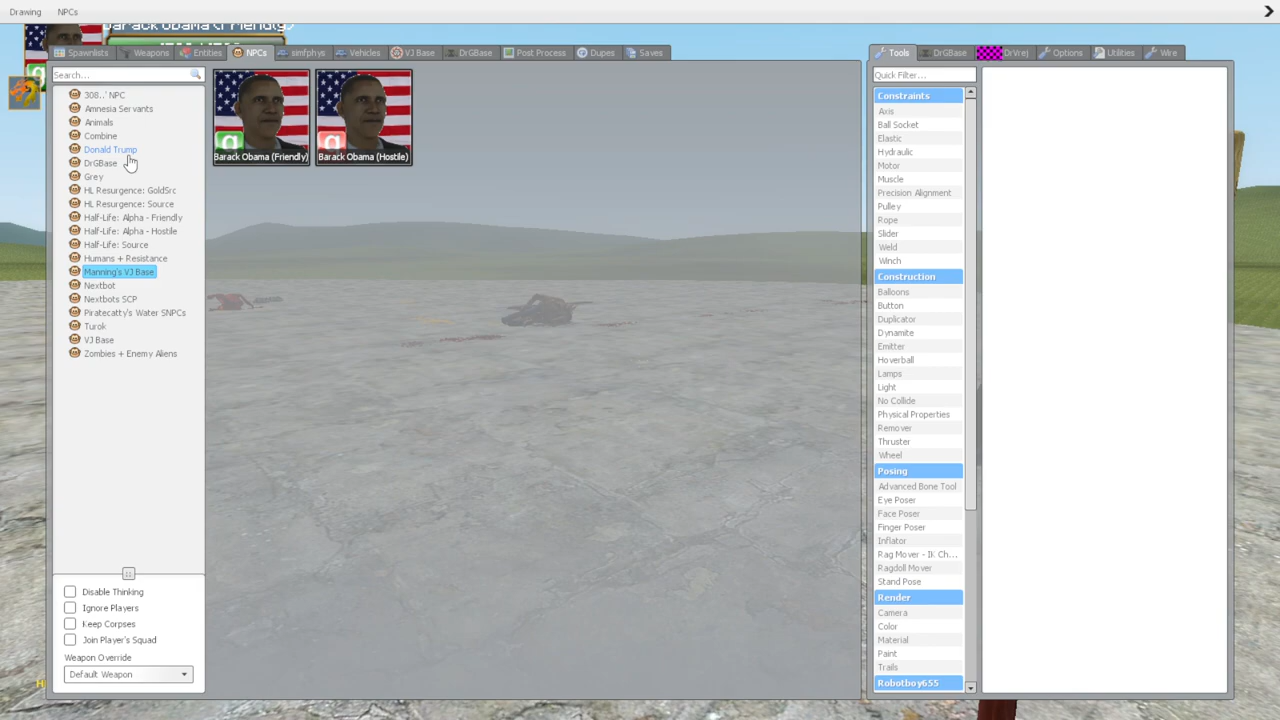 Drawing NPCs
Barack Obama (Friendly)
Spawnlists Weapons Entities NPCs simfphys Vehicles VJ Base DrGBase Post Process Dupes Saves
Tools DrGBase DrVrej Options Utilities Wire
Search...
308..' NPC
Amnesia Servants
Animals
Combine
Donald Trump
DrGBase
Grey
HL Resurgence: GoldSrc
HL Resurgence: Source
Half-Life: Alpha - Friendly
Half-Life: Alpha - Hostile
Half-Life: Source
Humans + Resistance
Manning's VJ Base
Nextbot
Nextbots SCP
Piratecatty's Water SNPCs
Turok
VJ Base
Zombies + Enemy Aliens
Disable Thinking
Ignore Players
Keep Corpses
Join Player's Squad
Weapon Override
Default Weapon
Barack Obama (Friendly)
Barack Obama (Hostile)
Quick Filter...
Constraints
Axis
Ball Socket
Elastic
Hydraulic
Motor
Muscle
Precision Alignment
Pulley
Rope
Slider
Weld
Winch
Construction
Balloons
Button
Duplicator
Dynamite
Emitter
Hoverball
Lamps
Light
No Collide
Physical Properties
Remover
Thruster
Wheel
Posing
Advanced Bone Tool
Eye Poser
Face Poser
Finger Poser
Inflator
Rag Mover - IK Ch...
Ragdoll Mover
Stand Pose
Render
Camera
Color
Material
Paint
Trails
Robotboy655